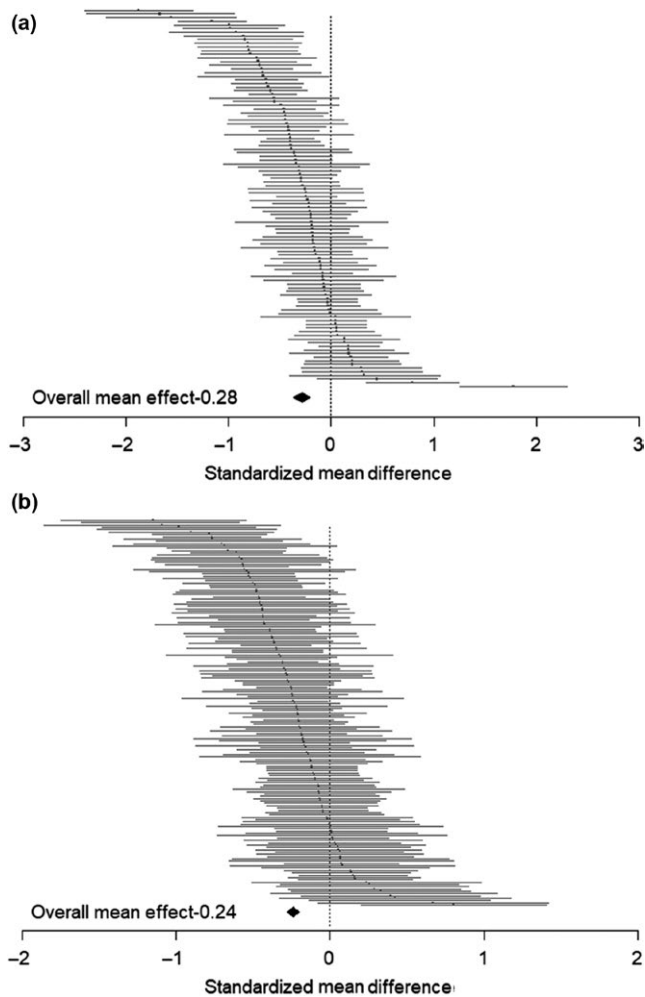 (a)
Overall mean effect-0.28
−3 −2 −1 0 1 2 3
Standardized mean difference
(b)
Overall mean effect-0.24
−2 −1 0 1 2
Standardized mean difference